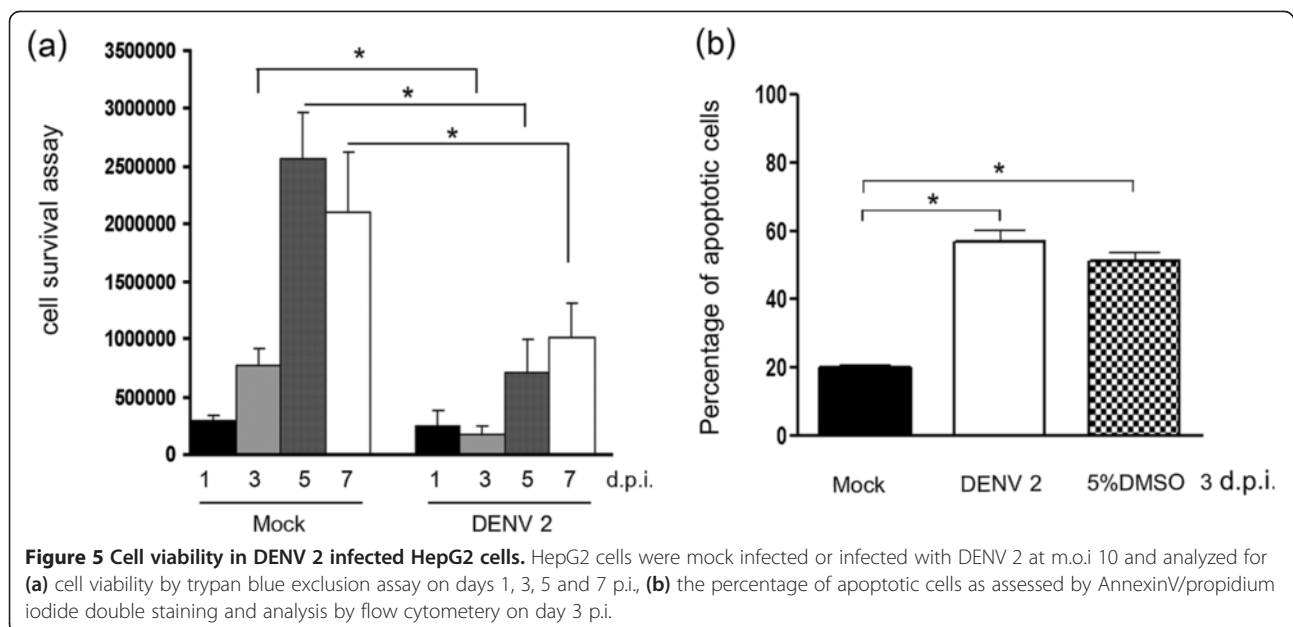 (a)
cell survival assay
3500000
3000000
2500000
2000000
1500000
1000000
500000
0
*
*
*
1 3 5 7 1 3 5 7 d.p.i.
Mock DENV 2
(b)
Percentage of apoptotic cells
100
80
60
40
20
0
*
*
Mock DENV 2 5%DMSO 3 d.p.i.
Figure 5 Cell viability in DENV 2 infected HepG2 cells. HepG2 cells were mock infected or infected with DENV 2 at m.o.i 10 and analyzed for
(a) cell viability by trypan blue exclusion assay on days 1, 3, 5 and 7 p.i., (b) the percentage of apoptotic cells as assessed by AnnexinV/propidium
iodide double staining and analysis by flow cytometery on day 3 p.i.